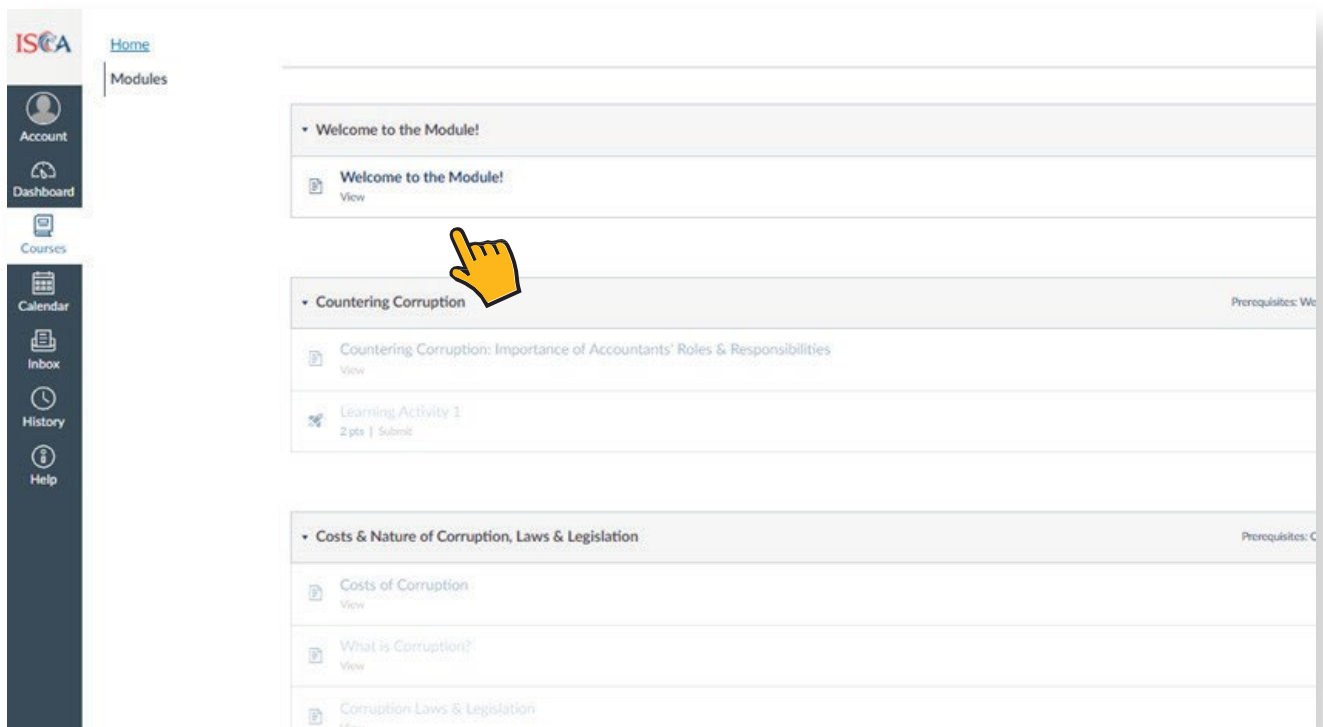 ISCA
Home
Modules
Account
Dashboard
Courses
Calendar
Inbox
History
Help
Welcome to the Module!
Welcome to the Module!
View
Countering Corruption
Prerequisites: We
Countering Corruption: Importance of Accountants' Roles & Responsibilities
View
Learning Activity 1
2 pts | Submit
Costs & Nature of Corruption, Laws & Legislation
Prerequisites: C
Costs of Corruption
View
What is Corruption?
View
Corruption Laws & Legislation
View